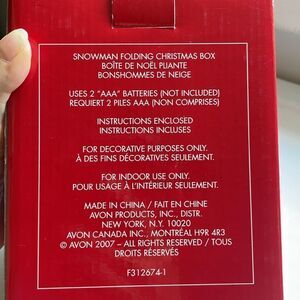 SNOWMAN FOLDING CHRISTMAS BOX
BOÎTE DE NOËL PLIANTE
BONSHOMMES DE NEIGE
USES 2 "AAA" BATTERIES (NOT INCLUDED)
REQUIERT 2 PILES AAA (NON COMPRISES)
INSTRUCTIONS ENCLOSED
INSTRUCTIONS INCLUSES
FOR DECORATIVE PURPOSES ONLY.
À DES FINS DÉCORATIVES SEULEMENT.
FOR INDOOR USE ONLY.
POUR USAGE À L'INTÉRIEUR SEULEMENT.
MADE IN CHINA / FAIT EN CHINE
AVON PRODUCTS, INC., DISTR.
NEW YORK, N.Y. 10020
AVON CANADA INC., MONTRÉAL H9R 4R3
© AVON 2007 – ALL RIGHTS RESERVED / TOUS
DROITS RÉSERVÉS
F312674-1